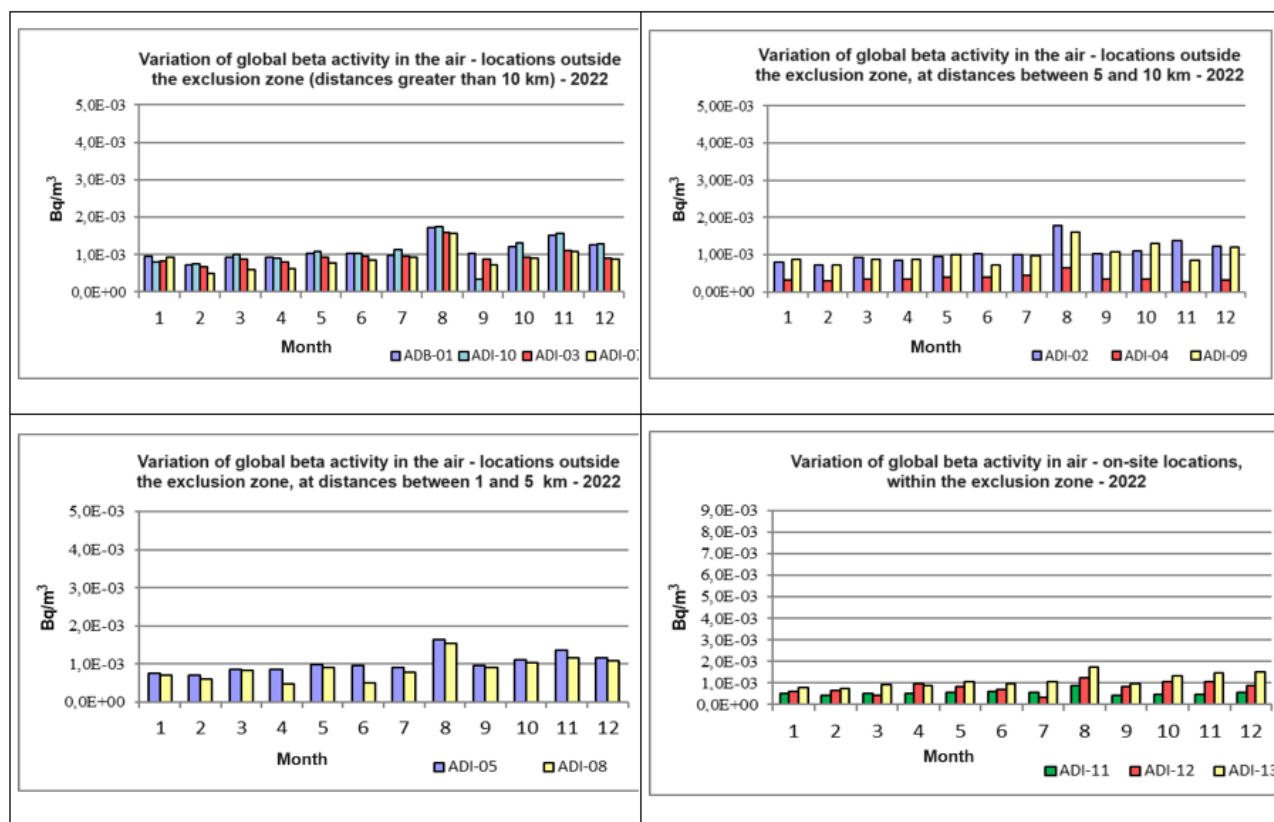 Variation of global beta activity in the air - locations outside
the exclusion zone (distances greater than 10 km) - 2022
5,0E-03
4,0E-03
3,0E-03
2,0E-03
1,0E-03
0,0E+00
Bq/m³
1 2 3 4 5 6 7 8 9 10 11 12
Month
ADB-01 ADI-10 ADI-03 ADI-07
Variation of global beta activity in the air - locations outside
the exclusion zone, at distances between 5 and 10 km - 2022
5,00E-03
4,00E-03
3,00E-03
2,00E-03
1,00E-03
0,00E+00
Bq/m³
1 2 3 4 5 6 7 8 9 10 11 12
Month
ADI-02 ADI-04 ADI-09
Variation of global beta activity in the air - locations outside
the exclusion zone, at distances between 1 and 5 km - 2022
5,0E-03
4,0E-03
3,0E-03
2,0E-03
1,0E-03
0,0E+00
Bq/m³
1 2 3 4 5 6 7 8 9 10 11 12
Month
ADI-05 ADI-08
Variation of global beta activity in air - on-site locations,
within the exclusion zone - 2022
9,0E-03
8,0E-03
7,0E-03
6,0E-03
5,0E-03
4,0E-03
3,0E-03
2,0E-03
1,0E-03
0,0E+00
Bq/m³
1 2 3 4 5 6 7 8 9 10 11 12
Month
ADI-11 ADI-12 ADI-13